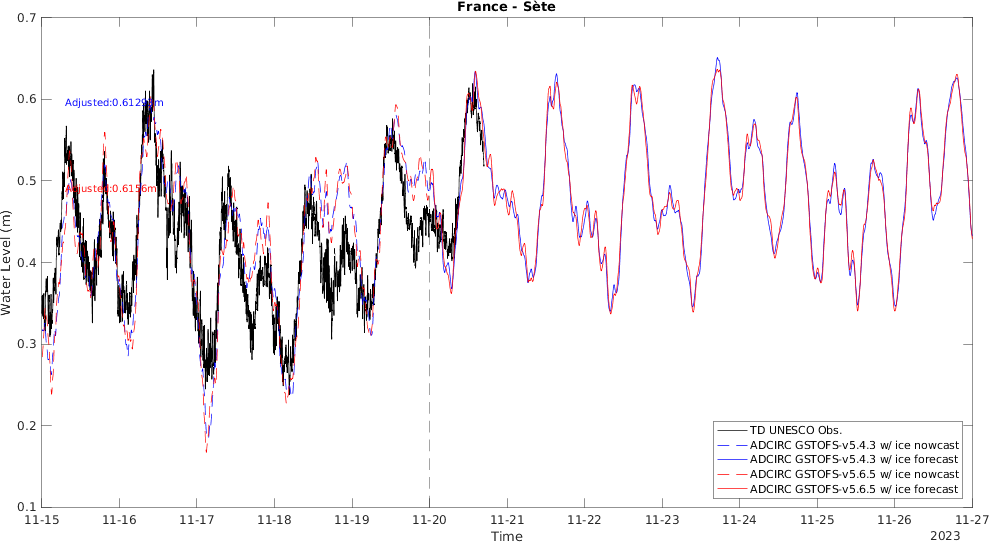 France - Sète
0.7
0.6
0.5
0.4
0.3
0.2
0.1
Water Level (m)
Adjusted:0.6129m
Adjusted:0.6156m
TD UNESCO Obs.
ADCIRC GSTOFS-v5.4.3 w/ ice nowcast
ADCIRC GSTOFS-v5.4.3 w/ ice forecast
ADCIRC GSTOFS-v5.6.5 w/ ice nowcast
ADCIRC GSTOFS-v5.6.5 w/ ice forecast
11-15 11-16 11-17 11-18 11-19 11-20 11-21 11-22 11-23 11-24 11-25 11-26 11-27
Time
2023